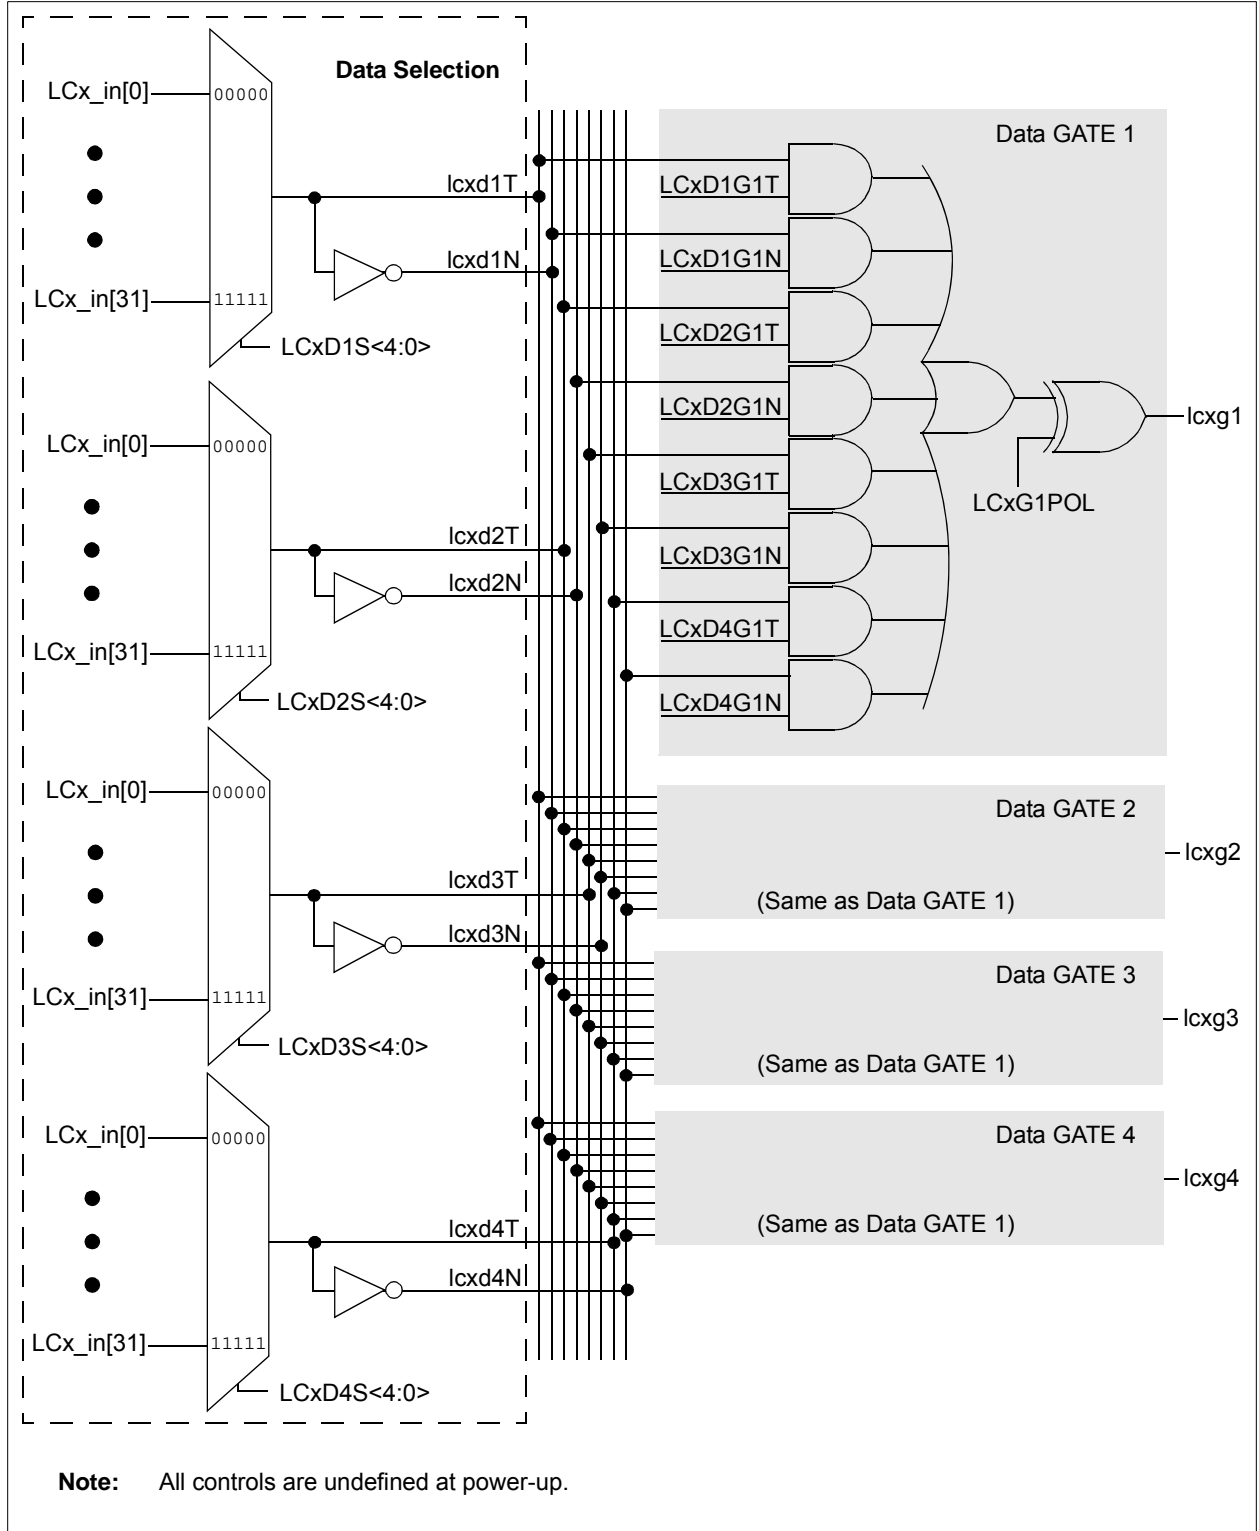 Data Selection
LCx_in[0]
00000
lcxd1T
lcxd1N
LCx_in[31]
11111
LCxD1S<4:0>
LCx_in[0]
00000
lcxd2T
lcxd2N
LCx_in[31]
11111
LCxD2S<4:0>
LCx_in[0]
00000
lcxd3T
lcxd3N
LCx_in[31]
11111
LCxD3S<4:0>
LCx_in[0]
00000
lcxd4T
lcxd4N
LCx_in[31]
11111
LCxD4S<4:0>
Data GATE 1
LCxD1G1T
LCxD1G1N
LCxD2G1T
LCxD2G1N
LCxD3G1T
LCxD3G1N
LCxD4G1T
LCxD4G1N
LCxG1POL
lcxg1
Data GATE 2
(Same as Data GATE 1)
lcxg2
Data GATE 3
(Same as Data GATE 1)
lcxg3
Data GATE 4
(Same as Data GATE 1)
lcxg4
Note: All controls are undefined at power-up.